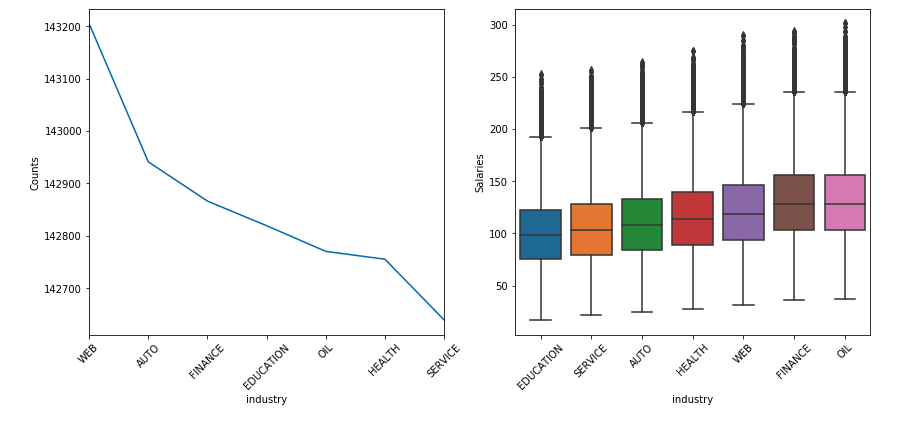 143200
143100
143000
142900
142800
142700
Counts
WEB
AUTO
FINANCE
EDUCATION
OIL
HEALTH
SERVICE
industry
300
250
200
150
100
50
Salaries
EDUCATION
SERVICE
AUTO
HEALTH
WEB
FINANCE
OIL
industry